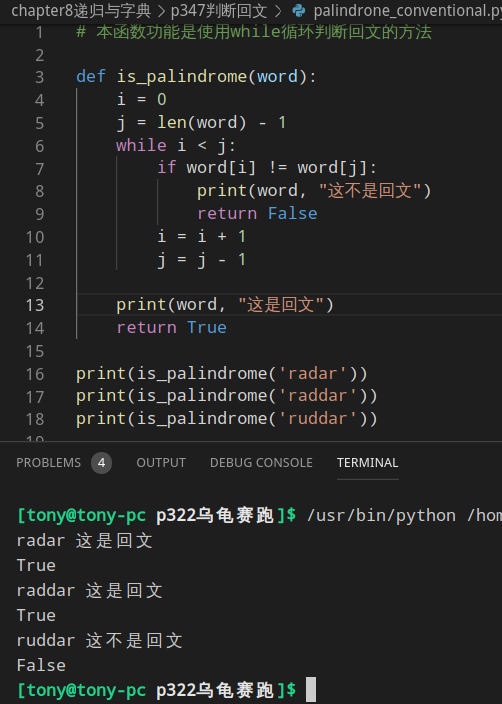 chapter8递归与字典 > p347判断回文 > palindrone_conventional.py
1 # 本函数功能是使用while循环判断回文的方法
2
3 def is_palindrome(word):
4 i = 0
5 j = len(word) - 1
6 while i < j:
7 if word[i] != word[j]:
8 print(word, "这不是回文")
9 return False
10 i = i + 1
11 j = j - 1
12
13 print(word, "这是回文")
14 return True
15
16 print(is_palindrome('radar'))
17 print(is_palindrome('raddar'))
18 print(is_palindrome('ruddar'))
19
PROBLEMS 4 OUTPUT DEBUG CONSOLE TERMINAL
[tony@tony-pc p322乌龟赛跑]$ /usr/bin/python /hom
radar 这是回文
True
raddar 这是回文
True
ruddar 这不是回文
False
[tony@tony-pc p322乌龟赛跑]$